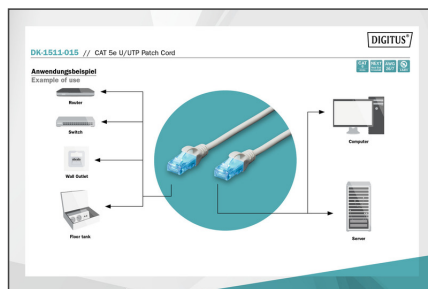 DIGITUS®
DK-1511-015 // CAT 5e U/UTP Patch Cord
Anwendungsbeispiel
Example of use
Router
Switch
Wall Outlet
Floor tank
Computer
Server